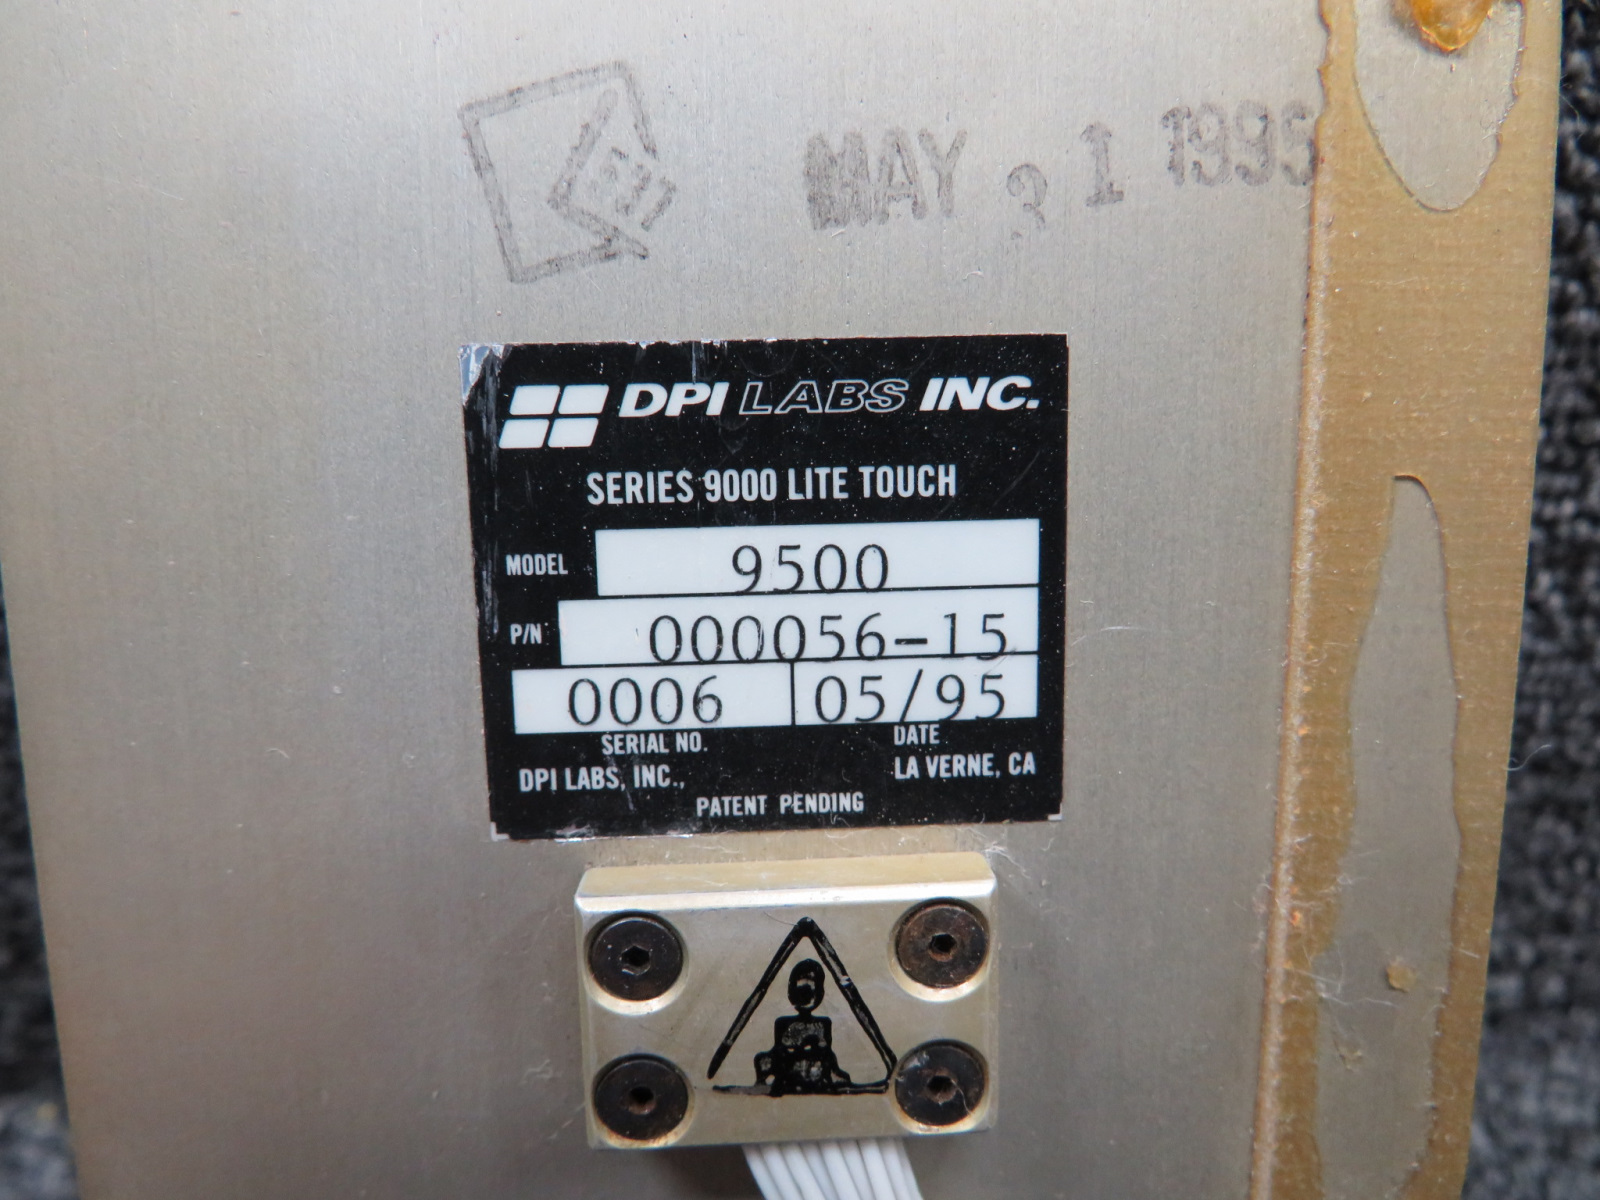 MAY 31 1995
DPI LABS INC.
SERIES 9000 LITE TOUCH
MODEL 9500
P/N 000056-15
0006 05/95
SERIAL NO. DATE
DPI LABS, INC., LA VERNE, CA
PATENT PENDING